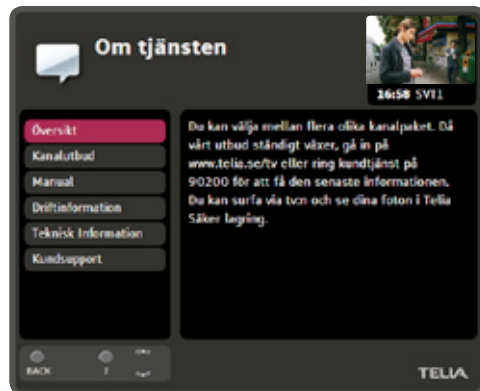 Om tjänsten
16:58 SVT1
Översikt
Kanalutbud
Manual
Driftinformation
Teknisk Information
Kundsupport
Du kan välja mellan flera olika kanalpaket. Då
vårt utbud ständigt växer, gå in på
www.telia.se/tv eller ring kundtjänst på
90200 för att få den senaste informationen.
Du kan surfa via tv:n och se dina foton i Telia
Säker lagring.
BACK
?
TELIA